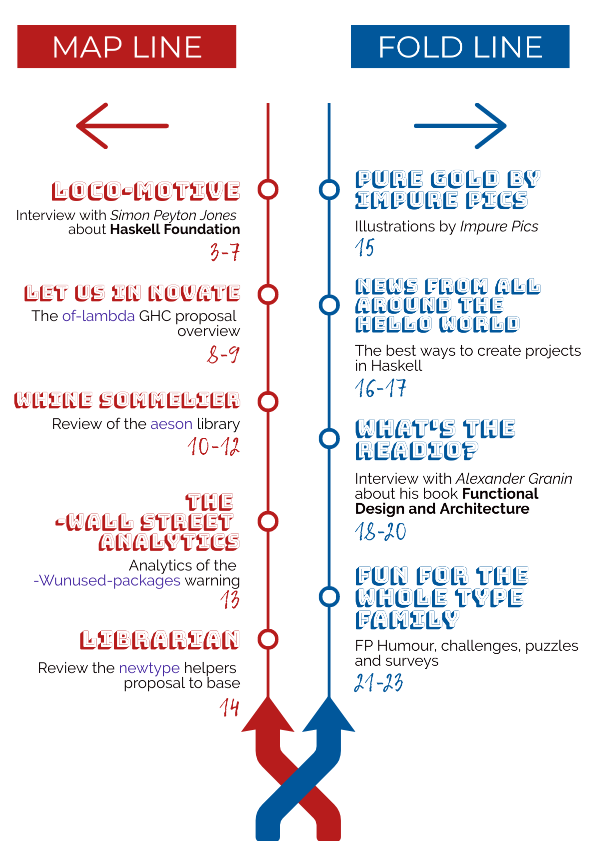 MAP LINE
LOCO-MOTIVE
Interview with Simon Peyton Jones
about Haskell Foundation
3-7
LET US IN NOVATE
The of-lambda GHC proposal
overview
8-9
WHINE SOMMELIER
Review of the aeson library
10-12
THE
-WALL STREET
ANALYTICS
Analytics of the
-Wunused-packages warning
13
LIBRARIAN
Review the newtype helpers
proposal to base
14
FOLD LINE
PURE GOLD BY
IMPURE PICS
Illustrations by Impure Pics
15
NEWS FROM ALL
AROUND THE
HELLO WORLD
The best ways to create projects
in Haskell
16-17
WHAT'S THE
READIO?
Interview with Alexander Granin
about his book Functional
Design and Architecture
18-20
FUN FOR THE
WHOLE TYPE
FAMILY
FP Humour, challenges, puzzles
and surveys
21-23